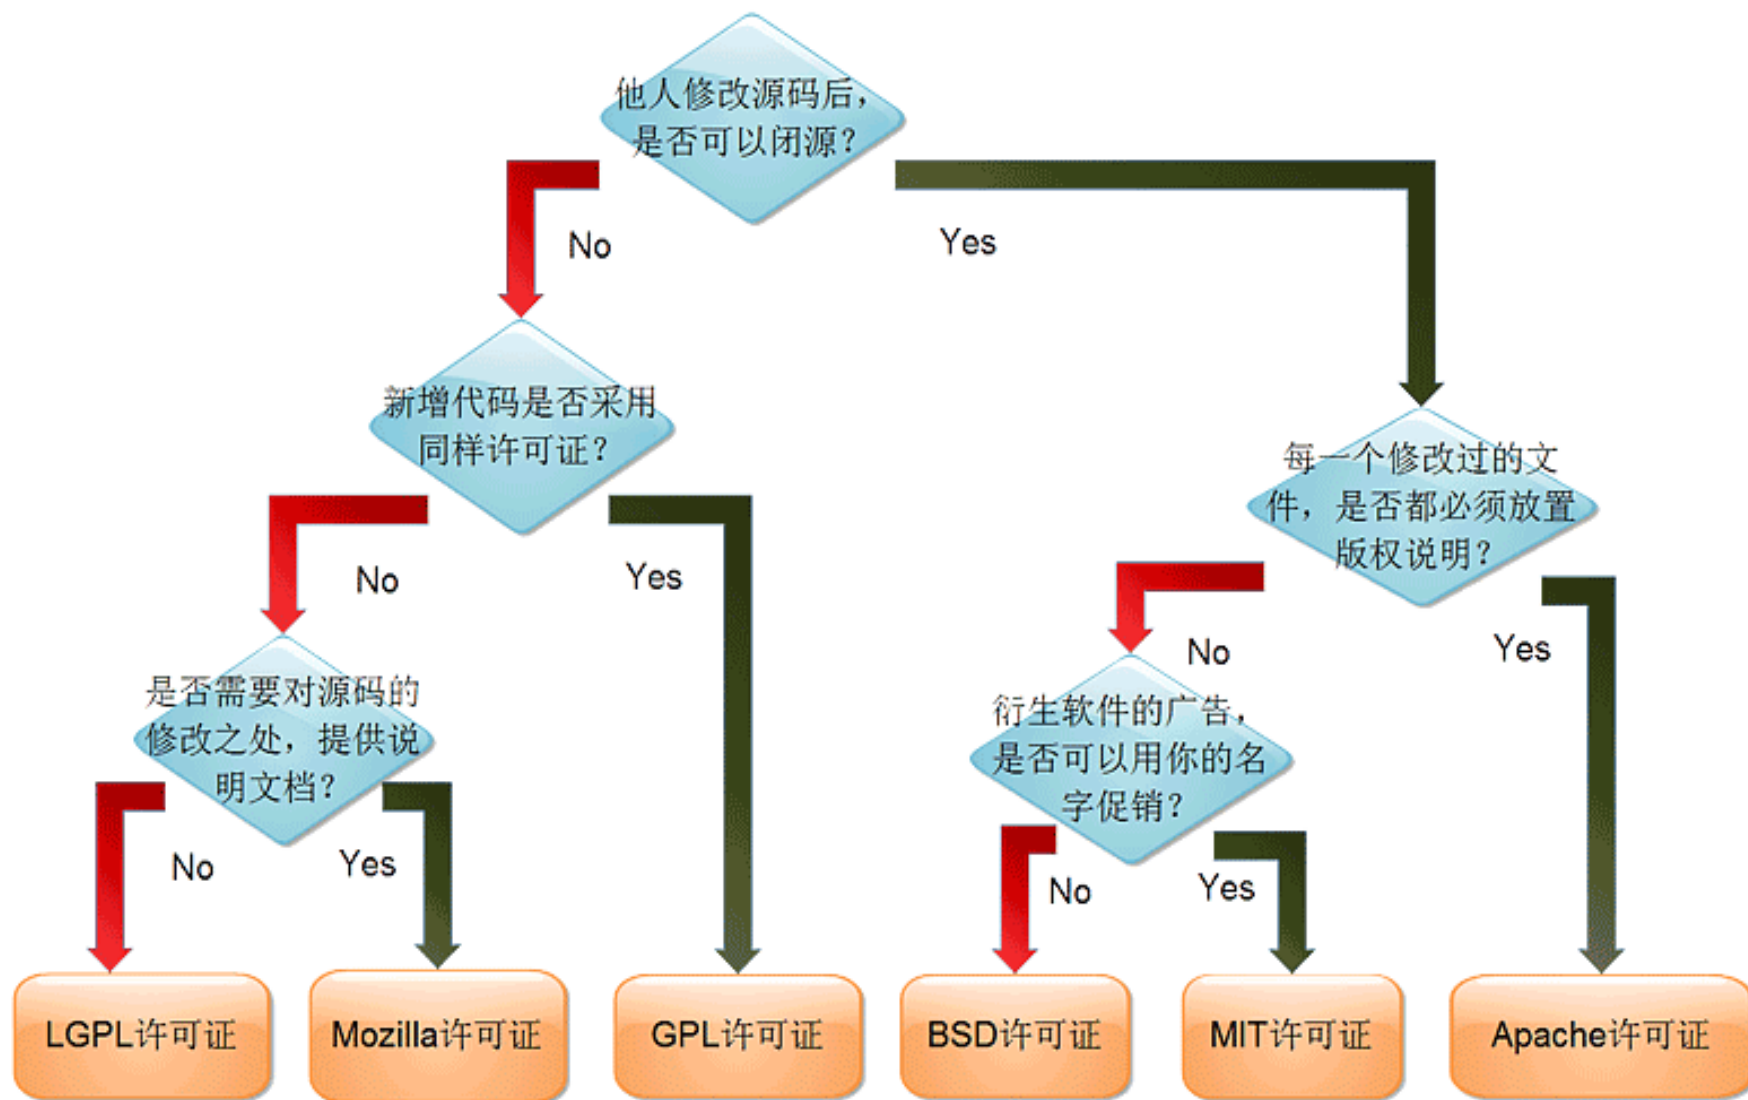 他人修改源码后，
是否可以闭源？
No
Yes
新增代码是否采用
同样许可证？
每一个修改过的文
件，是否都必须放置
版权说明？
No
Yes
No
Yes
是否需要对源码的
修改之处，提供说
明文档？
衍生软件的广告，
是否可以用你的名
字促销？
No
Yes
No
Yes
LGPL许可证
Mozilla许可证
GPL许可证
BSD许可证
MIT许可证
Apache许可证